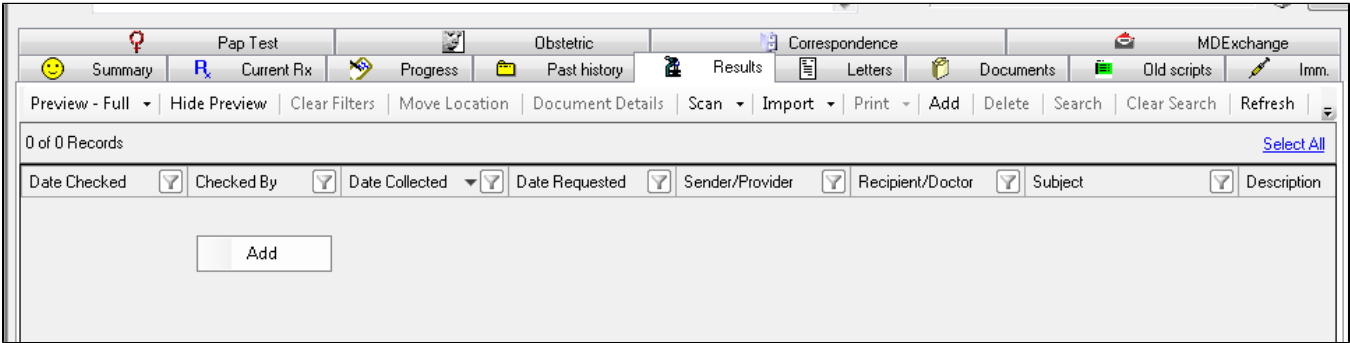 Pap Test Obstetric Correspondence MDExchange
Summary Rx Current Rx Progress Past history Results Letters Documents Old scripts Imm.
Preview - Full Hide Preview Clear Filters Move Location Document Details Scan Import Print Add Delete Search Clear Search Refresh
0 of 0 Records Select All
Date Checked Checked By Date Collected Date Requested Sender/Provider Recipient/Doctor Subject Description
Add